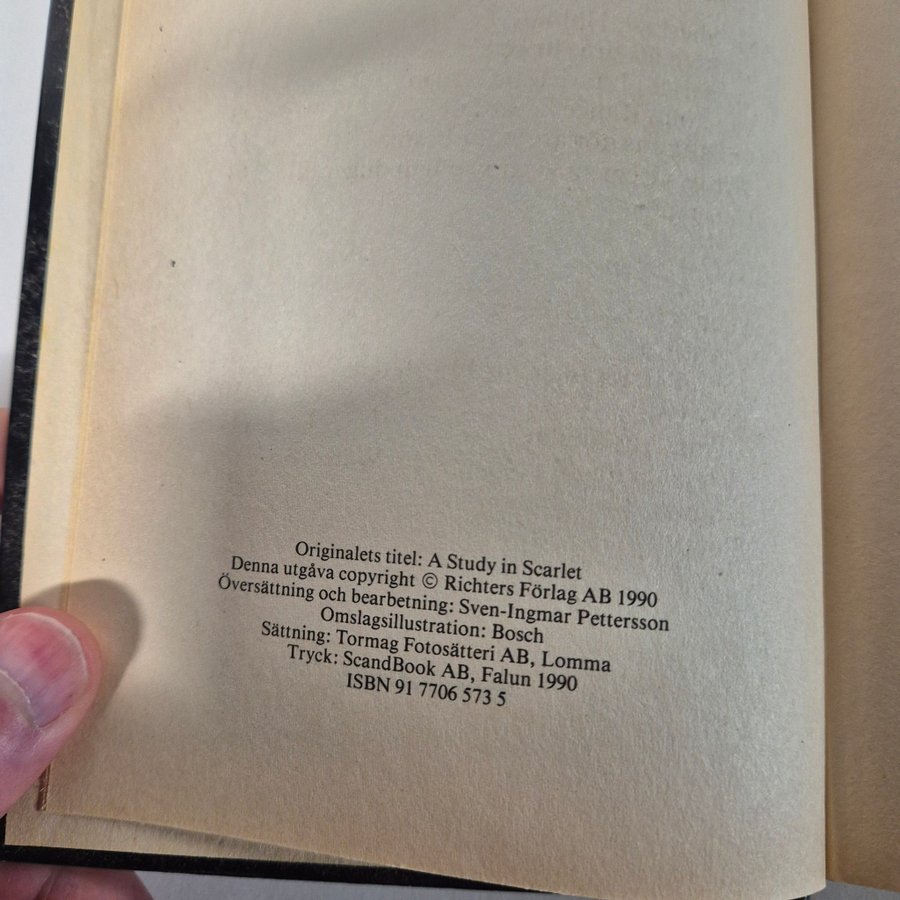 Originalets titel: A Study in Scarlet
Denna utgåva copyright © Richters Förlag AB 1990
Översättning och bearbetning: Sven-Ingmar Pettersson
Omslagsillustration: Bosch
Sättning: Tormag Fotosätteri AB, Lomma
Tryck: ScandBook AB, Falun 1990
ISBN 91 7706 573 5